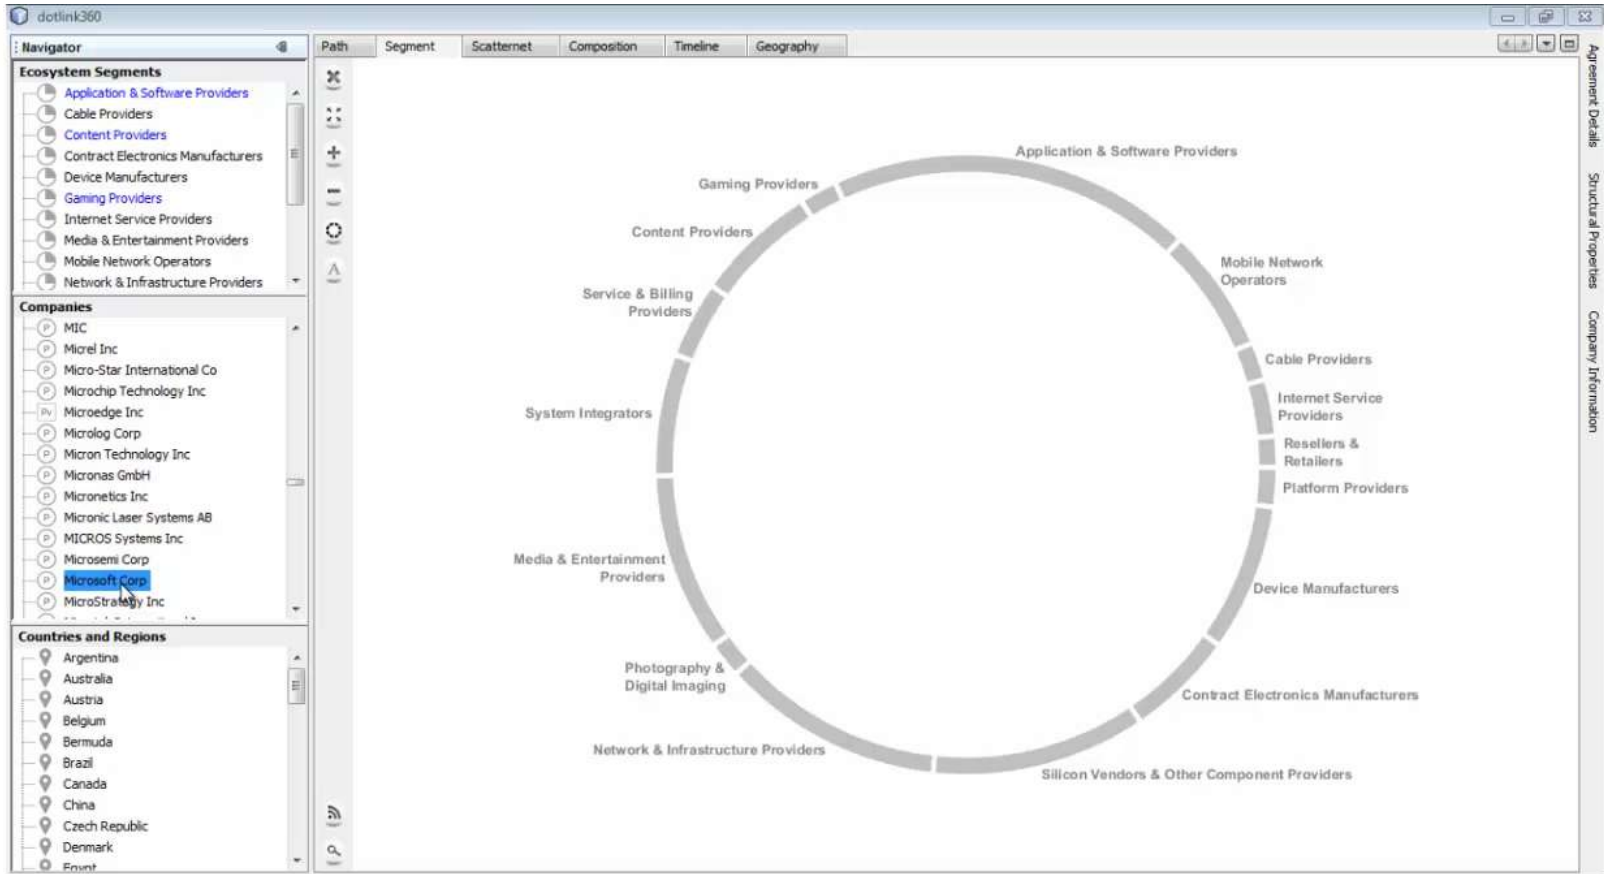 dotlink360
Navigator
Ecosystem Segments
Application & Software Providers
Cable Providers
Content Providers
Contract Electronics Manufacturers
Device Manufacturers
Gaming Providers
Internet Service Providers
Media & Entertainment Providers
Mobile Network Operators
Network & Infrastructure Providers
Companies
P MIC
P Micrel Inc
P Micro-Star International Co
P Microchip Technology Inc
Pv Microedge Inc
P Microlog Corp
P Micron Technology Inc
P Micronas GmbH
P Micronetics Inc
P Micronic Laser Systems AB
P MICROS Systems Inc
P Microsemi Corp
P Microsoft Corp
P MicroStrategy Inc
Countries and Regions
Argentina
Australia
Austria
Belgium
Bermuda
Brazil
Canada
China
Czech Republic
Denmark
Egypt
Path Segment Scatternet Composition Timeline Geography
Application & Software Providers
Gaming Providers
Content Providers
Mobile Network
Operators
Service & Billing
Providers
Cable Providers
Internet Service
Providers
System Integrators
Resellers &
Retailers
Platform Providers
Media & Entertainment
Providers
Device Manufacturers
Photography &
Digital Imaging
Contract Electronics Manufacturers
Network & Infrastructure Providers
Silicon Vendors & Other Component Providers
Agreement Details
Structural Properties
Company Information